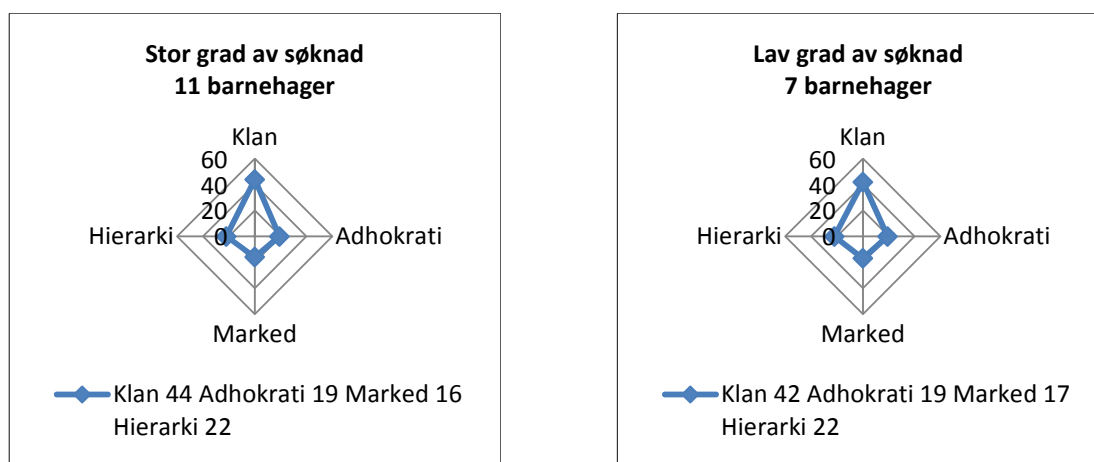 Stor grad av søknad
11 barnehager
Klan
60
40
20
0
Hierarki
Adhokrati
Marked
Klan 44 Adhokrati 19 Marked 16
Hierarki 22
Lav grad av søknad
7 barnehager
Klan
60
40
20
0
Hierarki
Adhokrati
Marked
Klan 42 Adhokrati 19 Marked 17
Hierarki 22